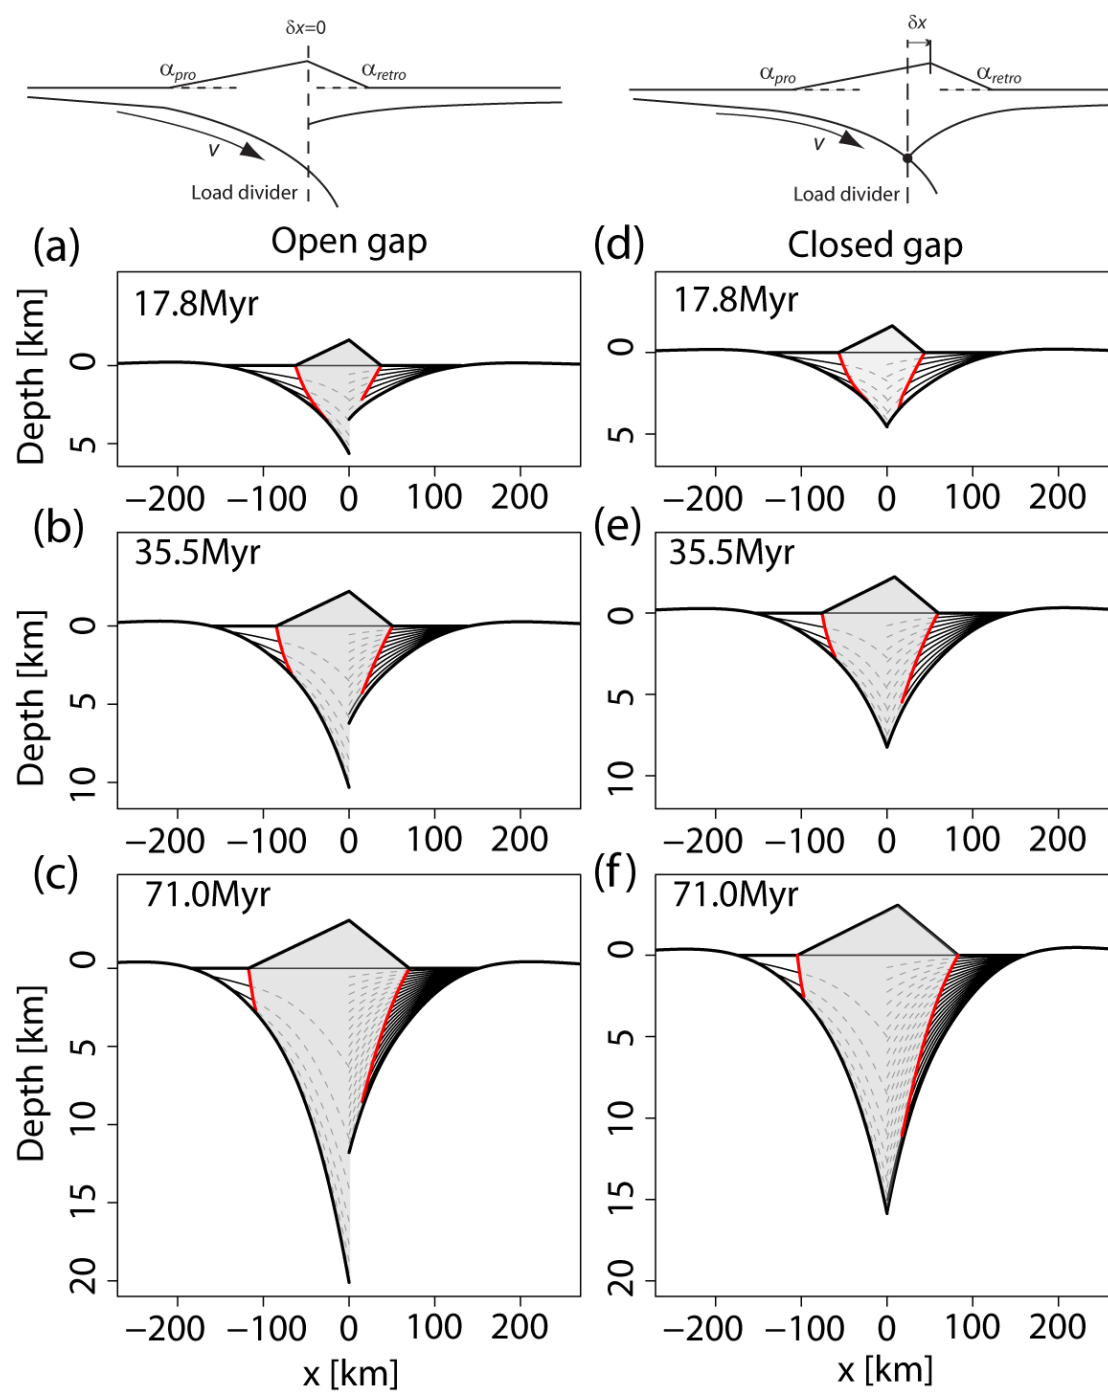 δx=0
α_pro
α_retro
v
Load divider
δx
α_pro
α_retro
v
Load divider
(a)
Open gap
17.8Myr
Depth [km]
0
5
−200 −100 0 100 200
(b)
35.5Myr
Depth [km]
0
5
10
−200 −100 0 100 200
(c)
71.0Myr
Depth [km]
0
5
10
15
20
−200 −100 0 100 200
x [km]
(d)
Closed gap
17.8Myr
0
5
−200 −100 0 100 200
(e)
35.5Myr
0
5
10
−200 −100 0 100 200
(f)
71.0Myr
0
5
10
15
20
−200 −100 0 100 200
x [km]